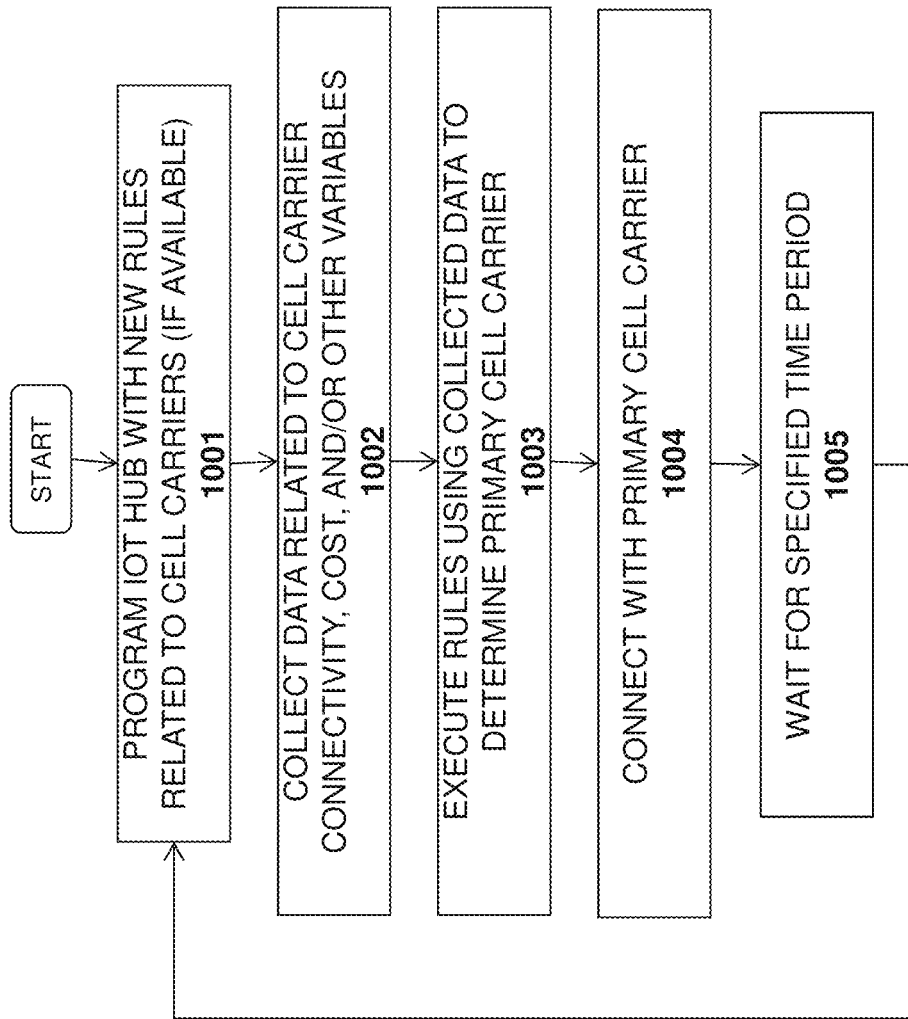 START
PROGRAM IOT HUB WITH NEW RULES
RELATED TO CELL CARRIERS (IF AVAILABLE)
1001
COLLECT DATA RELATED TO CELL CARRIER
CONNECTIVITY, COST, AND/OR OTHER VARIABLES
1002
EXECUTE RULES USING COLLECTED DATA TO
DETERMINE PRIMARY CELL CARRIER
1003
CONNECT WITH PRIMARY CELL CARRIER
1004
WAIT FOR SPECIFIED TIME PERIOD
1005